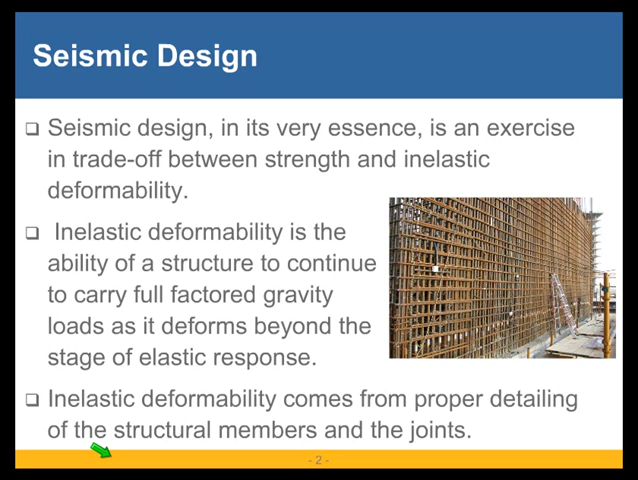 Seismic Design
❑ Seismic design, in its very essence, is an exercise
in trade-off between strength and inelastic
deformability.
❑ Inelastic deformability is the
ability of a structure to continue
to carry full factored gravity
loads as it deforms beyond the
stage of elastic response.
❑ Inelastic deformability comes from proper detailing
of the structural members and the joints.
- 2 -